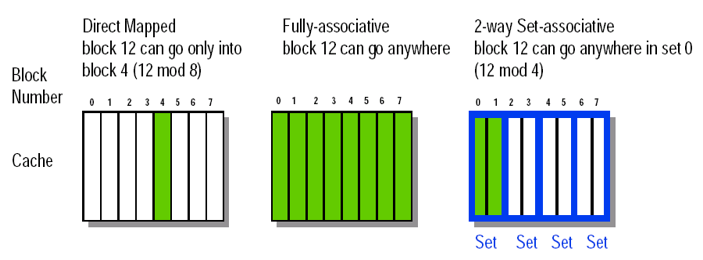 Direct Mapped
block 12 can go only into
block 4 (12 mod 8)
Fully-associative
block 12 can go anywhere
2-way Set-associative
block 12 can go anywhere in set 0
(12 mod 4)
Block
Number
0 1 2 3 4 5 6 7
0 1 2 3 4 5 6 7
0 1 2 3 4 5 6 7
Cache
Set Set Set Set